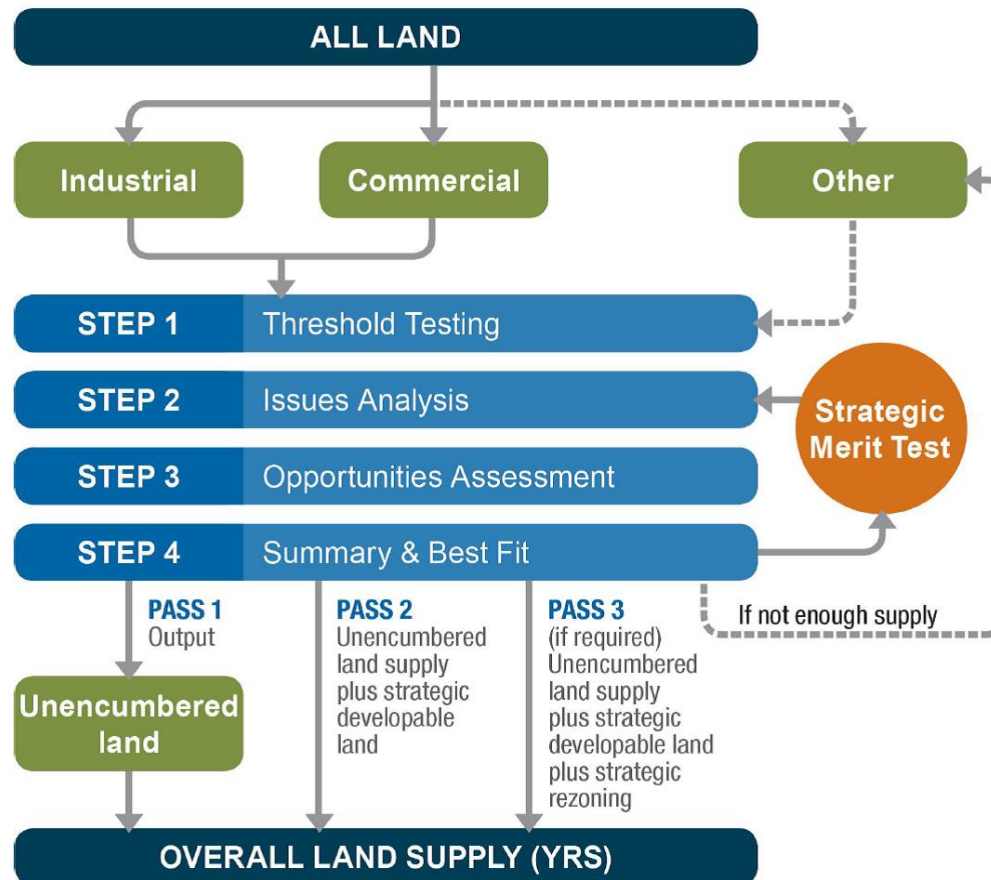 ALL LAND
Industrial
Commercial
Other
STEP 1
Threshold Testing
STEP 2
Issues Analysis
Strategic
Merit Test
STEP 3
Opportunities Assessment
STEP 4
Summary & Best Fit
PASS 1
Output
PASS 2
Unencumbered
land supply
plus strategic
developable
land
PASS 3
(if required)
Unencumbered
land supply
plus strategic
developable land
plus strategic
rezoning
If not enough supply
Unencumbered
land
OVERALL LAND SUPPLY (YRS)